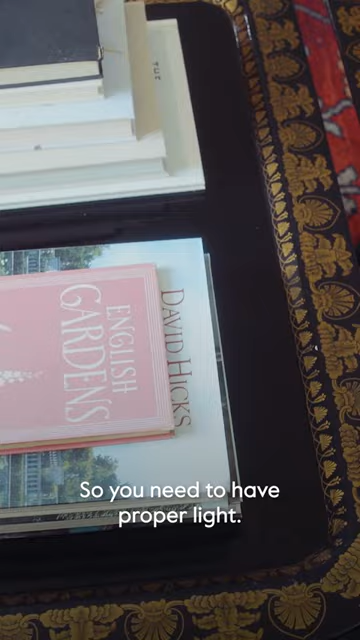 ENGLISH
GARDENS
DAVID HICKS
So you need to have
proper light.